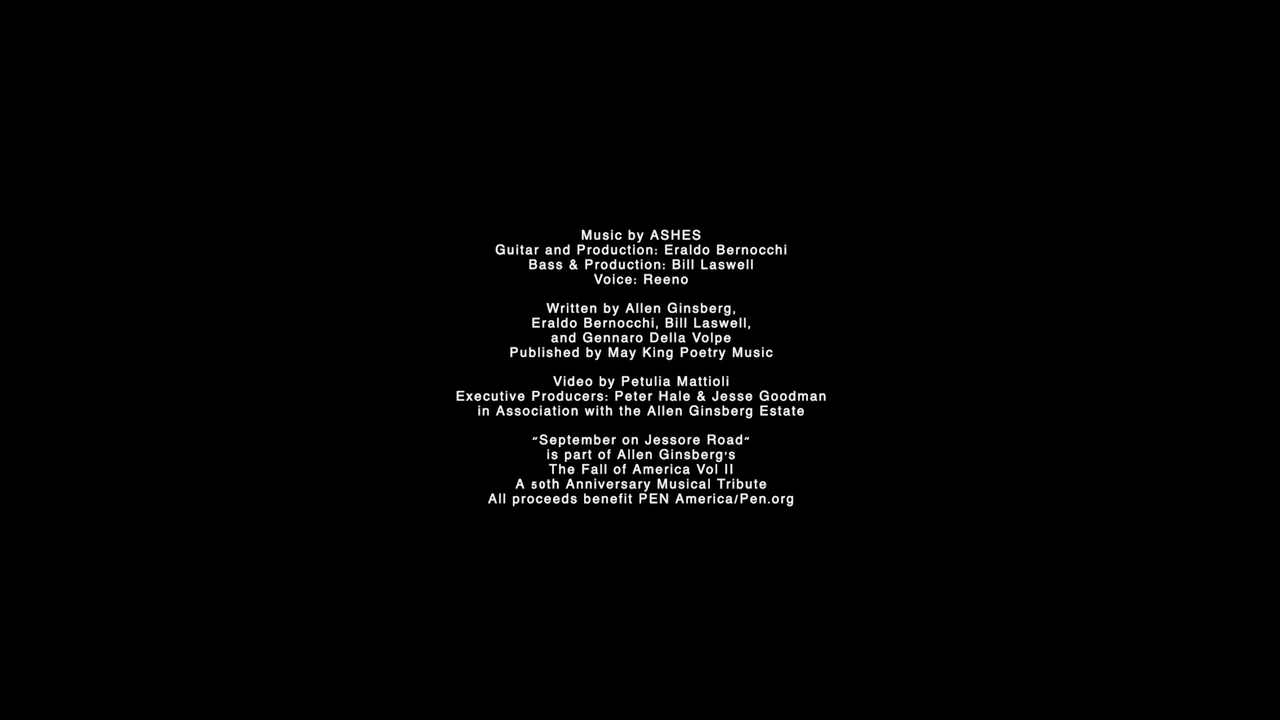 Music by ASHES
Guitar and Production: Eraldo Bernocchi
Bass & Production: Bill Laswell
Voice: Reeno
Written by Allen Ginsberg,
Eraldo Bernocchi, Bill Laswell,
and Gennaro Della Volpe
Published by May King Poetry Music
Video by Petulia Mattioli
Executive Producers: Peter Hale & Jesse Goodman
in Association with the Allen Ginsberg Estate
"September on Jessore Road"
is part of Allen Ginsberg's
The Fall of America Vol II
A 50th Anniversary Musical Tribute
All proceeds benefit PEN America/Pen.org